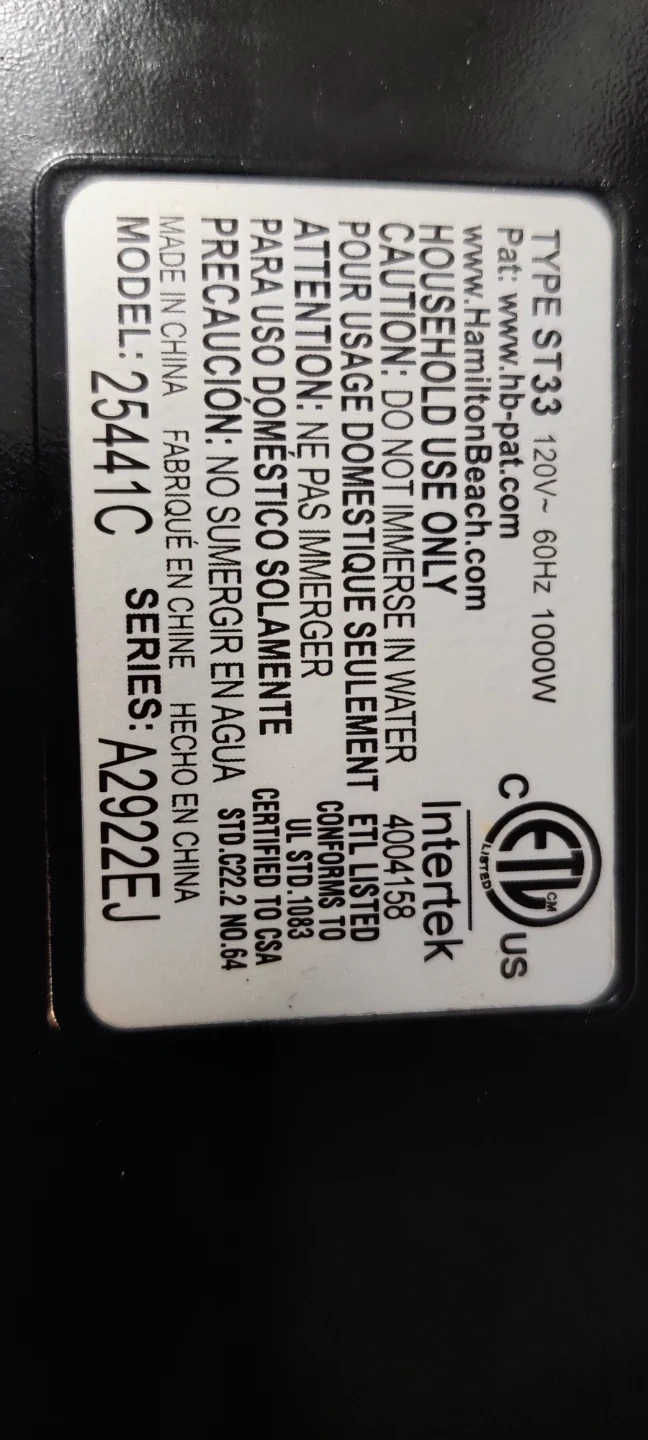 TYPE ST33 120V~ 60Hz 1000W
Pat: www.hb-pat.com
www.HamiltonBeach.com
HOUSEHOLD USE ONLY
CAUTION: DO NOT IMMERSE IN WATER
POUR USAGE DOMESTIQUE SEULEMENT
ATTENTION: NE PAS IMMERGER
PARA USO DOMÉSTICO SOLAMENTE
PRECAUCIÓN: NO SUMERGIR EN AGUA
MADE IN CHINA FABRIQUÉ EN CHINE HECHO EN CHINA
MODEL: 25441C SERIES: A2922EJ
C ETL CM US
LISTED
Intertek
4004158
ETL LISTED
CONFORMS TO
UL STD.1083
CERTIFIED TO CSA
STD.C22.2 NO.64